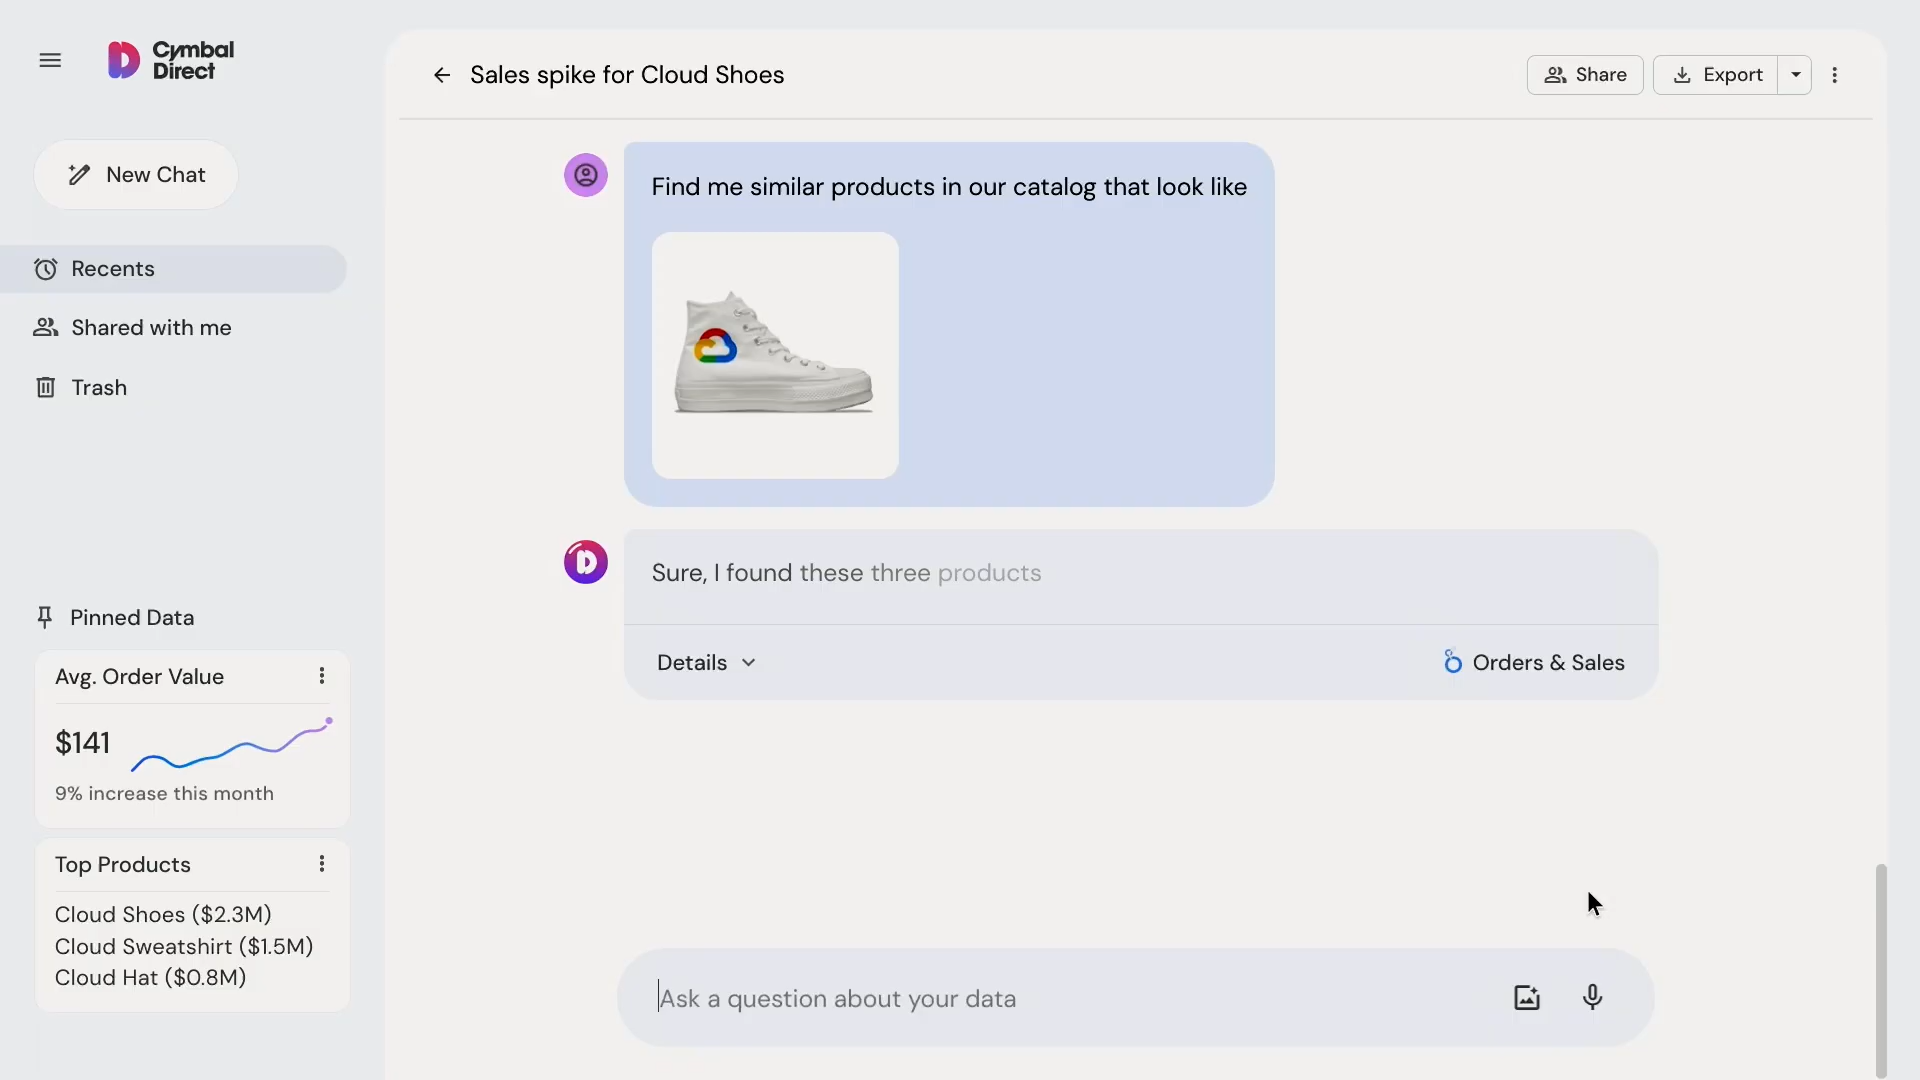 Cymbal
Direct
New Chat
Recents
Shared with me
Trash
Pinned Data
Avg. Order Value
$141
9% increase this month
Top Products
Cloud Shoes ($2.3M)
Cloud Sweatshirt ($1.5M)
Cloud Hat ($0.8M)
Sales spike for Cloud Shoes
Share
Export
Find me similar products in our catalog that look like
Sure, I found these three products
Details
Orders & Sales
Ask a question about your data